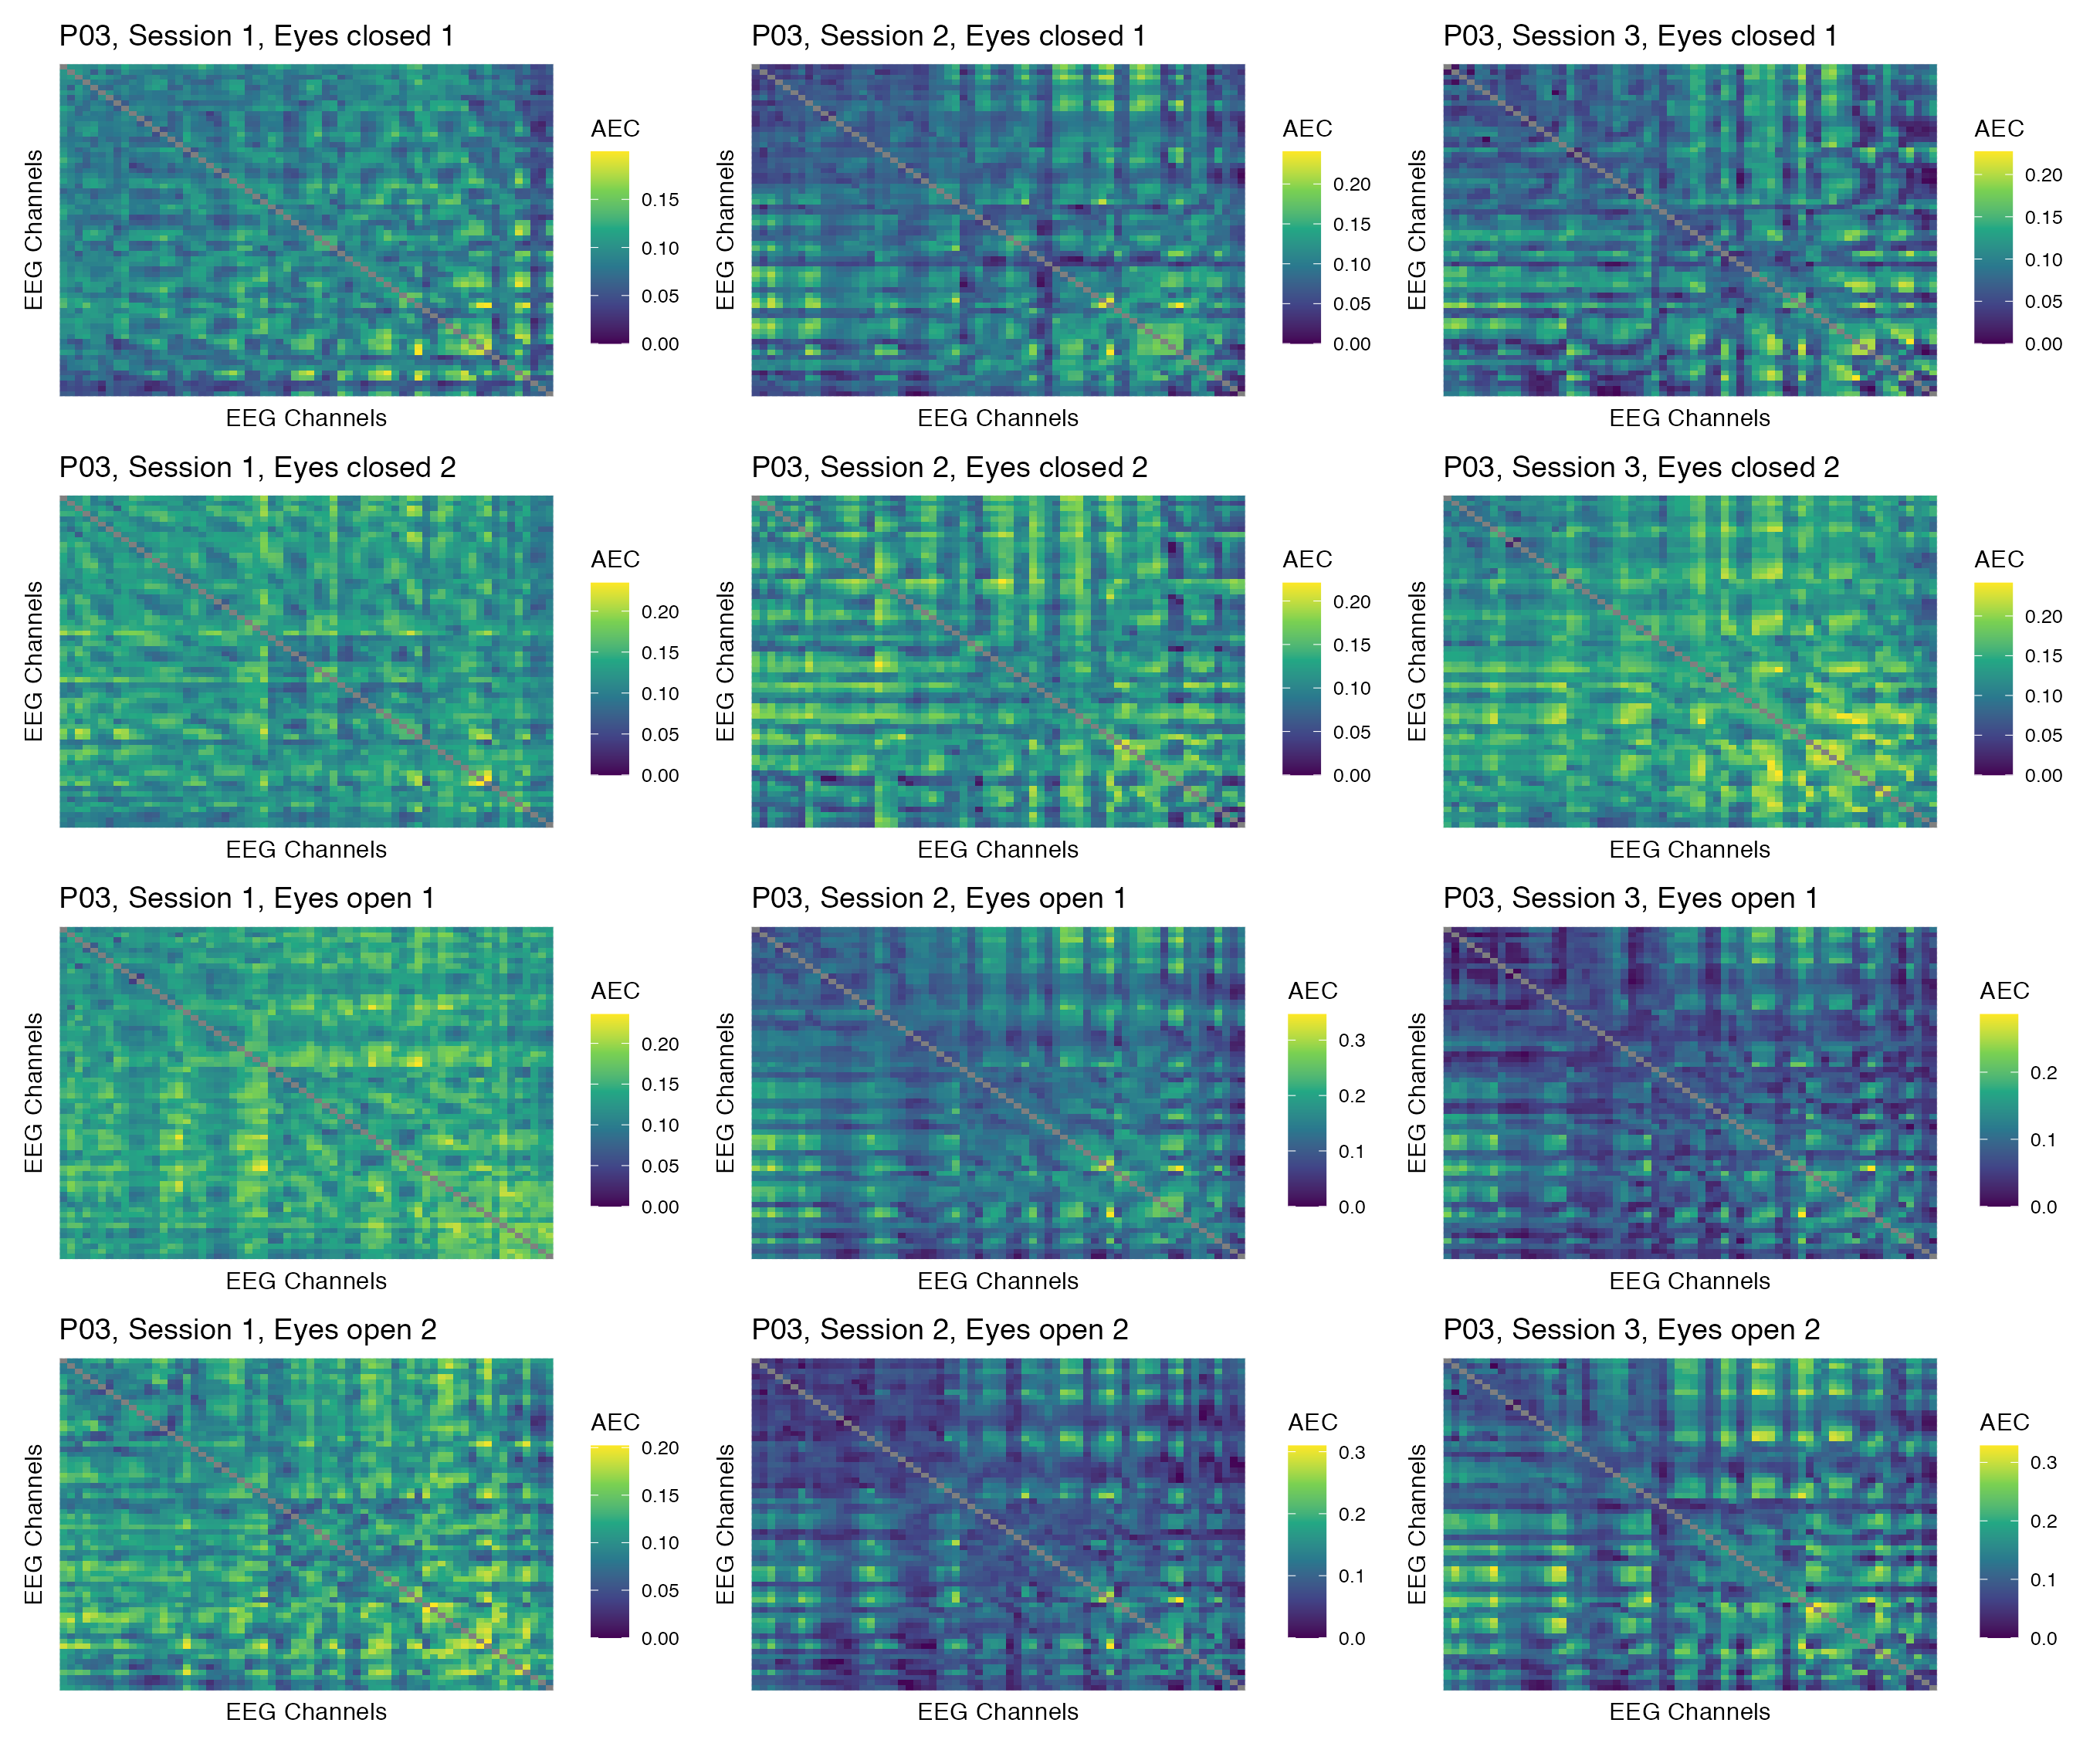 P03, Session 1, Eyes closed 1
EEG Channels
EEG Channels
AEC
0.15
0.10
0.05
0.00
P03, Session 2, Eyes closed 1
EEG Channels
EEG Channels
AEC
0.20
0.15
0.10
0.05
0.00
P03, Session 3, Eyes closed 1
EEG Channels
EEG Channels
AEC
0.20
0.15
0.10
0.05
0.00
P03, Session 1, Eyes closed 2
EEG Channels
EEG Channels
AEC
0.20
0.15
0.10
0.05
0.00
P03, Session 2, Eyes closed 2
EEG Channels
EEG Channels
AEC
0.20
0.15
0.10
0.05
0.00
P03, Session 3, Eyes closed 2
EEG Channels
EEG Channels
AEC
0.20
0.15
0.10
0.05
0.00
P03, Session 1, Eyes open 1
EEG Channels
EEG Channels
AEC
0.20
0.15
0.10
0.05
0.00
P03, Session 2, Eyes open 1
EEG Channels
EEG Channels
AEC
0.3
0.2
0.1
0.0
P03, Session 3, Eyes open 1
EEG Channels
EEG Channels
AEC
0.2
0.1
0.0
P03, Session 1, Eyes open 2
EEG Channels
EEG Channels
AEC
0.20
0.15
0.10
0.05
0.00
P03, Session 2, Eyes open 2
EEG Channels
EEG Channels
AEC
0.3
0.2
0.1
0.0
P03, Session 3, Eyes open 2
EEG Channels
EEG Channels
AEC
0.3
0.2
0.1
0.0